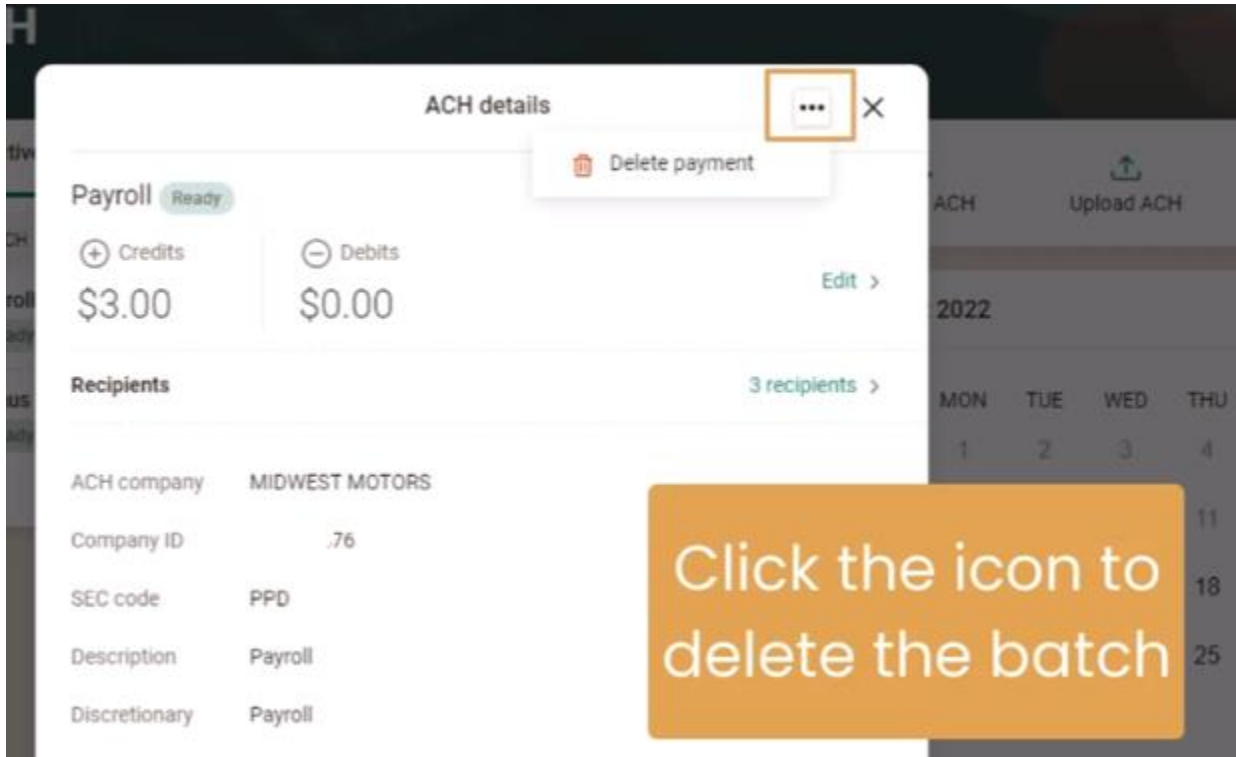 H
ACH details
Delete payment
Payroll Ready
ACH
Upload ACH
Credits
Debits
$3.00
$0.00
Edit >
2022
Recipients
3 recipients >
MON TUE WED THU
1 2 3 4
ACH company MIDWEST MOTORS
11
Company ID .76
Click the icon to
delete the batch
18
SEC code PPD
25
Description Payroll
Discretionary Payroll